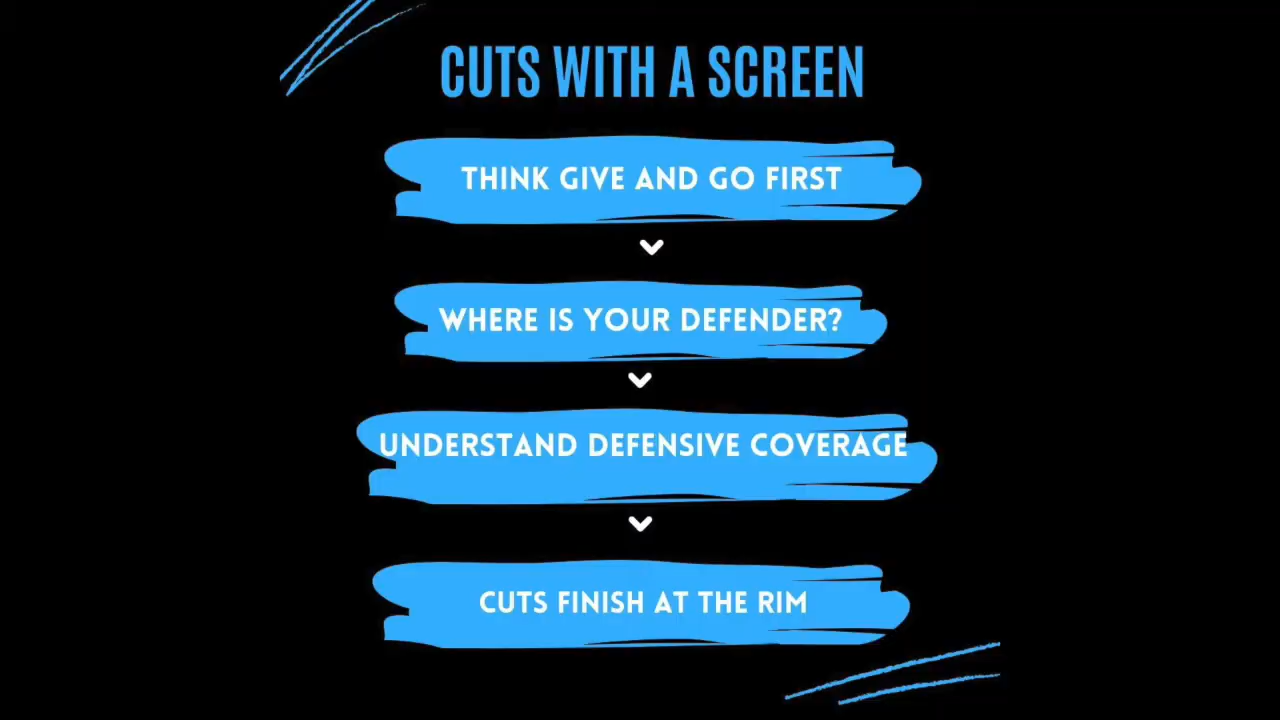 CUTS WITH A SCREEN
THINK GIVE AND GO FIRST
WHERE IS YOUR DEFENDER?
UNDERSTAND DEFENSIVE COVERAGE
CUTS FINISH AT THE RIM